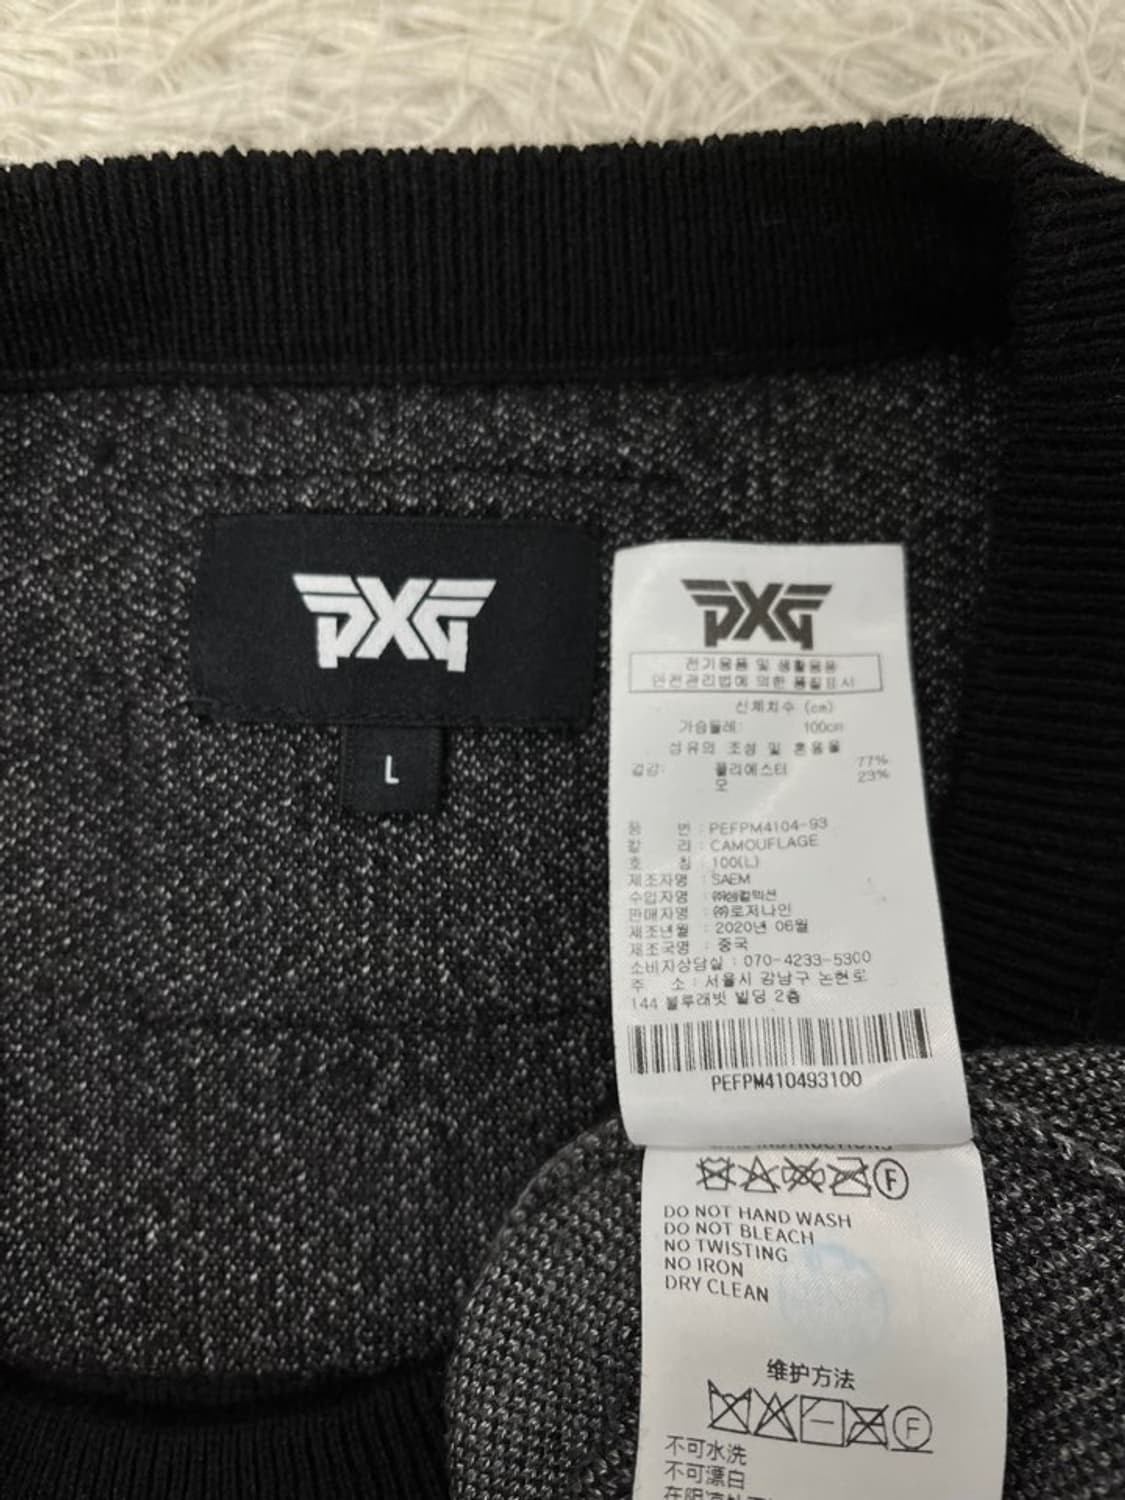 PXG
L
PXG
전기용품 및 생활용품
안전관리법에 의한 품질표시
신체치수 (cm)
가슴둘레: 100cm
섬유의 조성 및 혼용율
겉감: 폴리에스터 77%
모 23%
품 번 : PEFPM4104-93
칼 라 : CAMOUFLAGE
호 칭 : 100(L)
제조자명 : SAEM
수입자명 : ㈜쌤컬렉션
판매자명 : ㈜로저나인
제조년월 : 2020년 06월
제조국명 : 중국
소비자상담실 : 070-4233-5300
주 소 : 서울시 강남구 논현로
144 블루래빗 빌딩 2층
PEFPM410493100
INSTRUCTIONS
F
DO NOT HAND WASH
DO NOT BLEACH
NO TWISTING
NO IRON
DRY CLEAN
维护方法
F
不可水洗
不可漂白